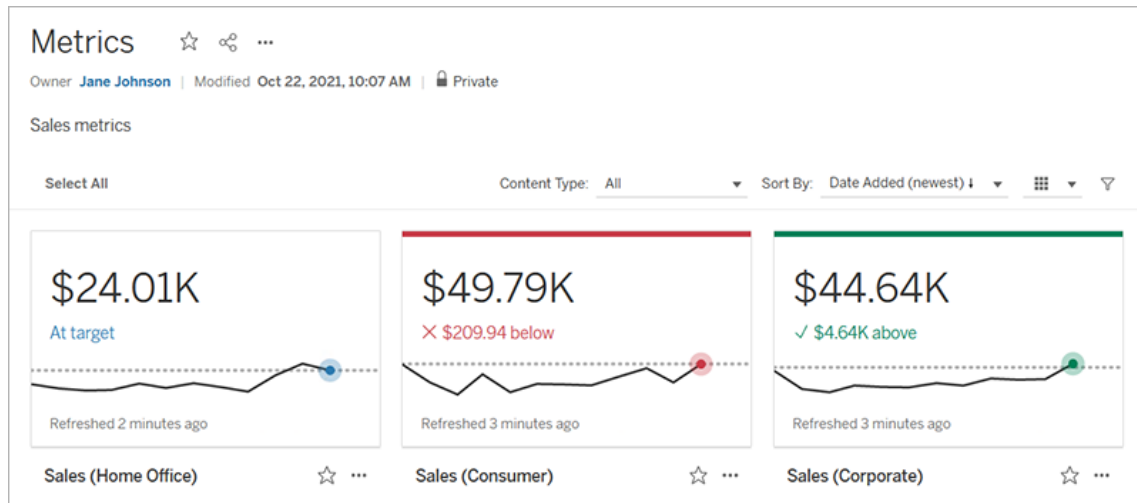 Metrics
Owner Jane Johnson | Modified Oct 22, 2021, 10:07 AM | Private
Sales metrics
Select All
Content Type: All
Sort By: Date Added (newest) ↓
$24.01K
At target
Refreshed 2 minutes ago
Sales (Home Office)
$49.79K
$209.94 below
Refreshed 3 minutes ago
Sales (Consumer)
$44.64K
$4.64K above
Refreshed 3 minutes ago
Sales (Corporate)